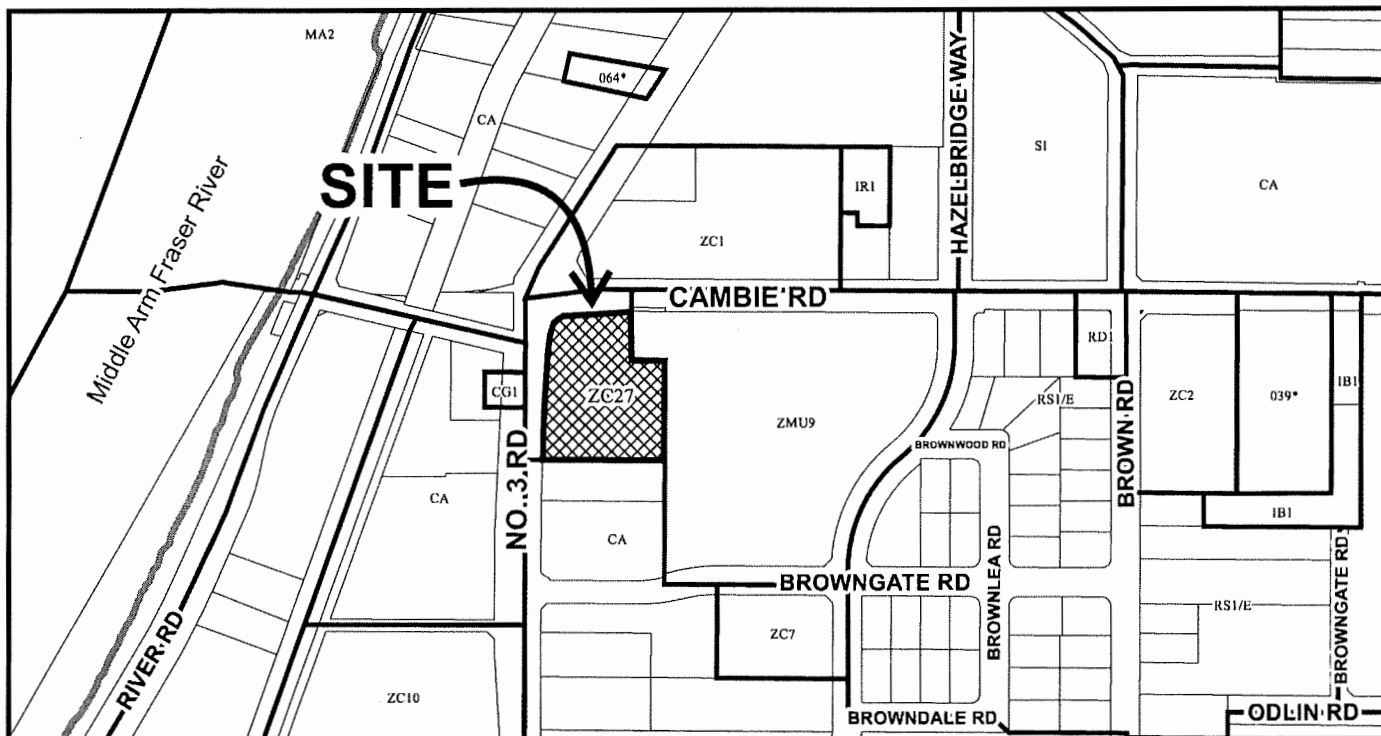 MA2
064*
CA
HAZELBRIDGE WAY
S1
CA
IR1
SITE
ZC1
Middle Arm Fraser River
CAMBIE RD
CG1
ZC27
ZMU9
RD1
RS1/E
BROWN RD
ZC2
039*
IB1
BROWNWOOD RD
NO. 3 RD
CA
CA
IB1
BROWNLEA RD
BROWNGATE RD
BROWNGATE RD
RS1/E
ZC7
RIVER RD
ZC10
BROWNDALE RD
ODLIN RD